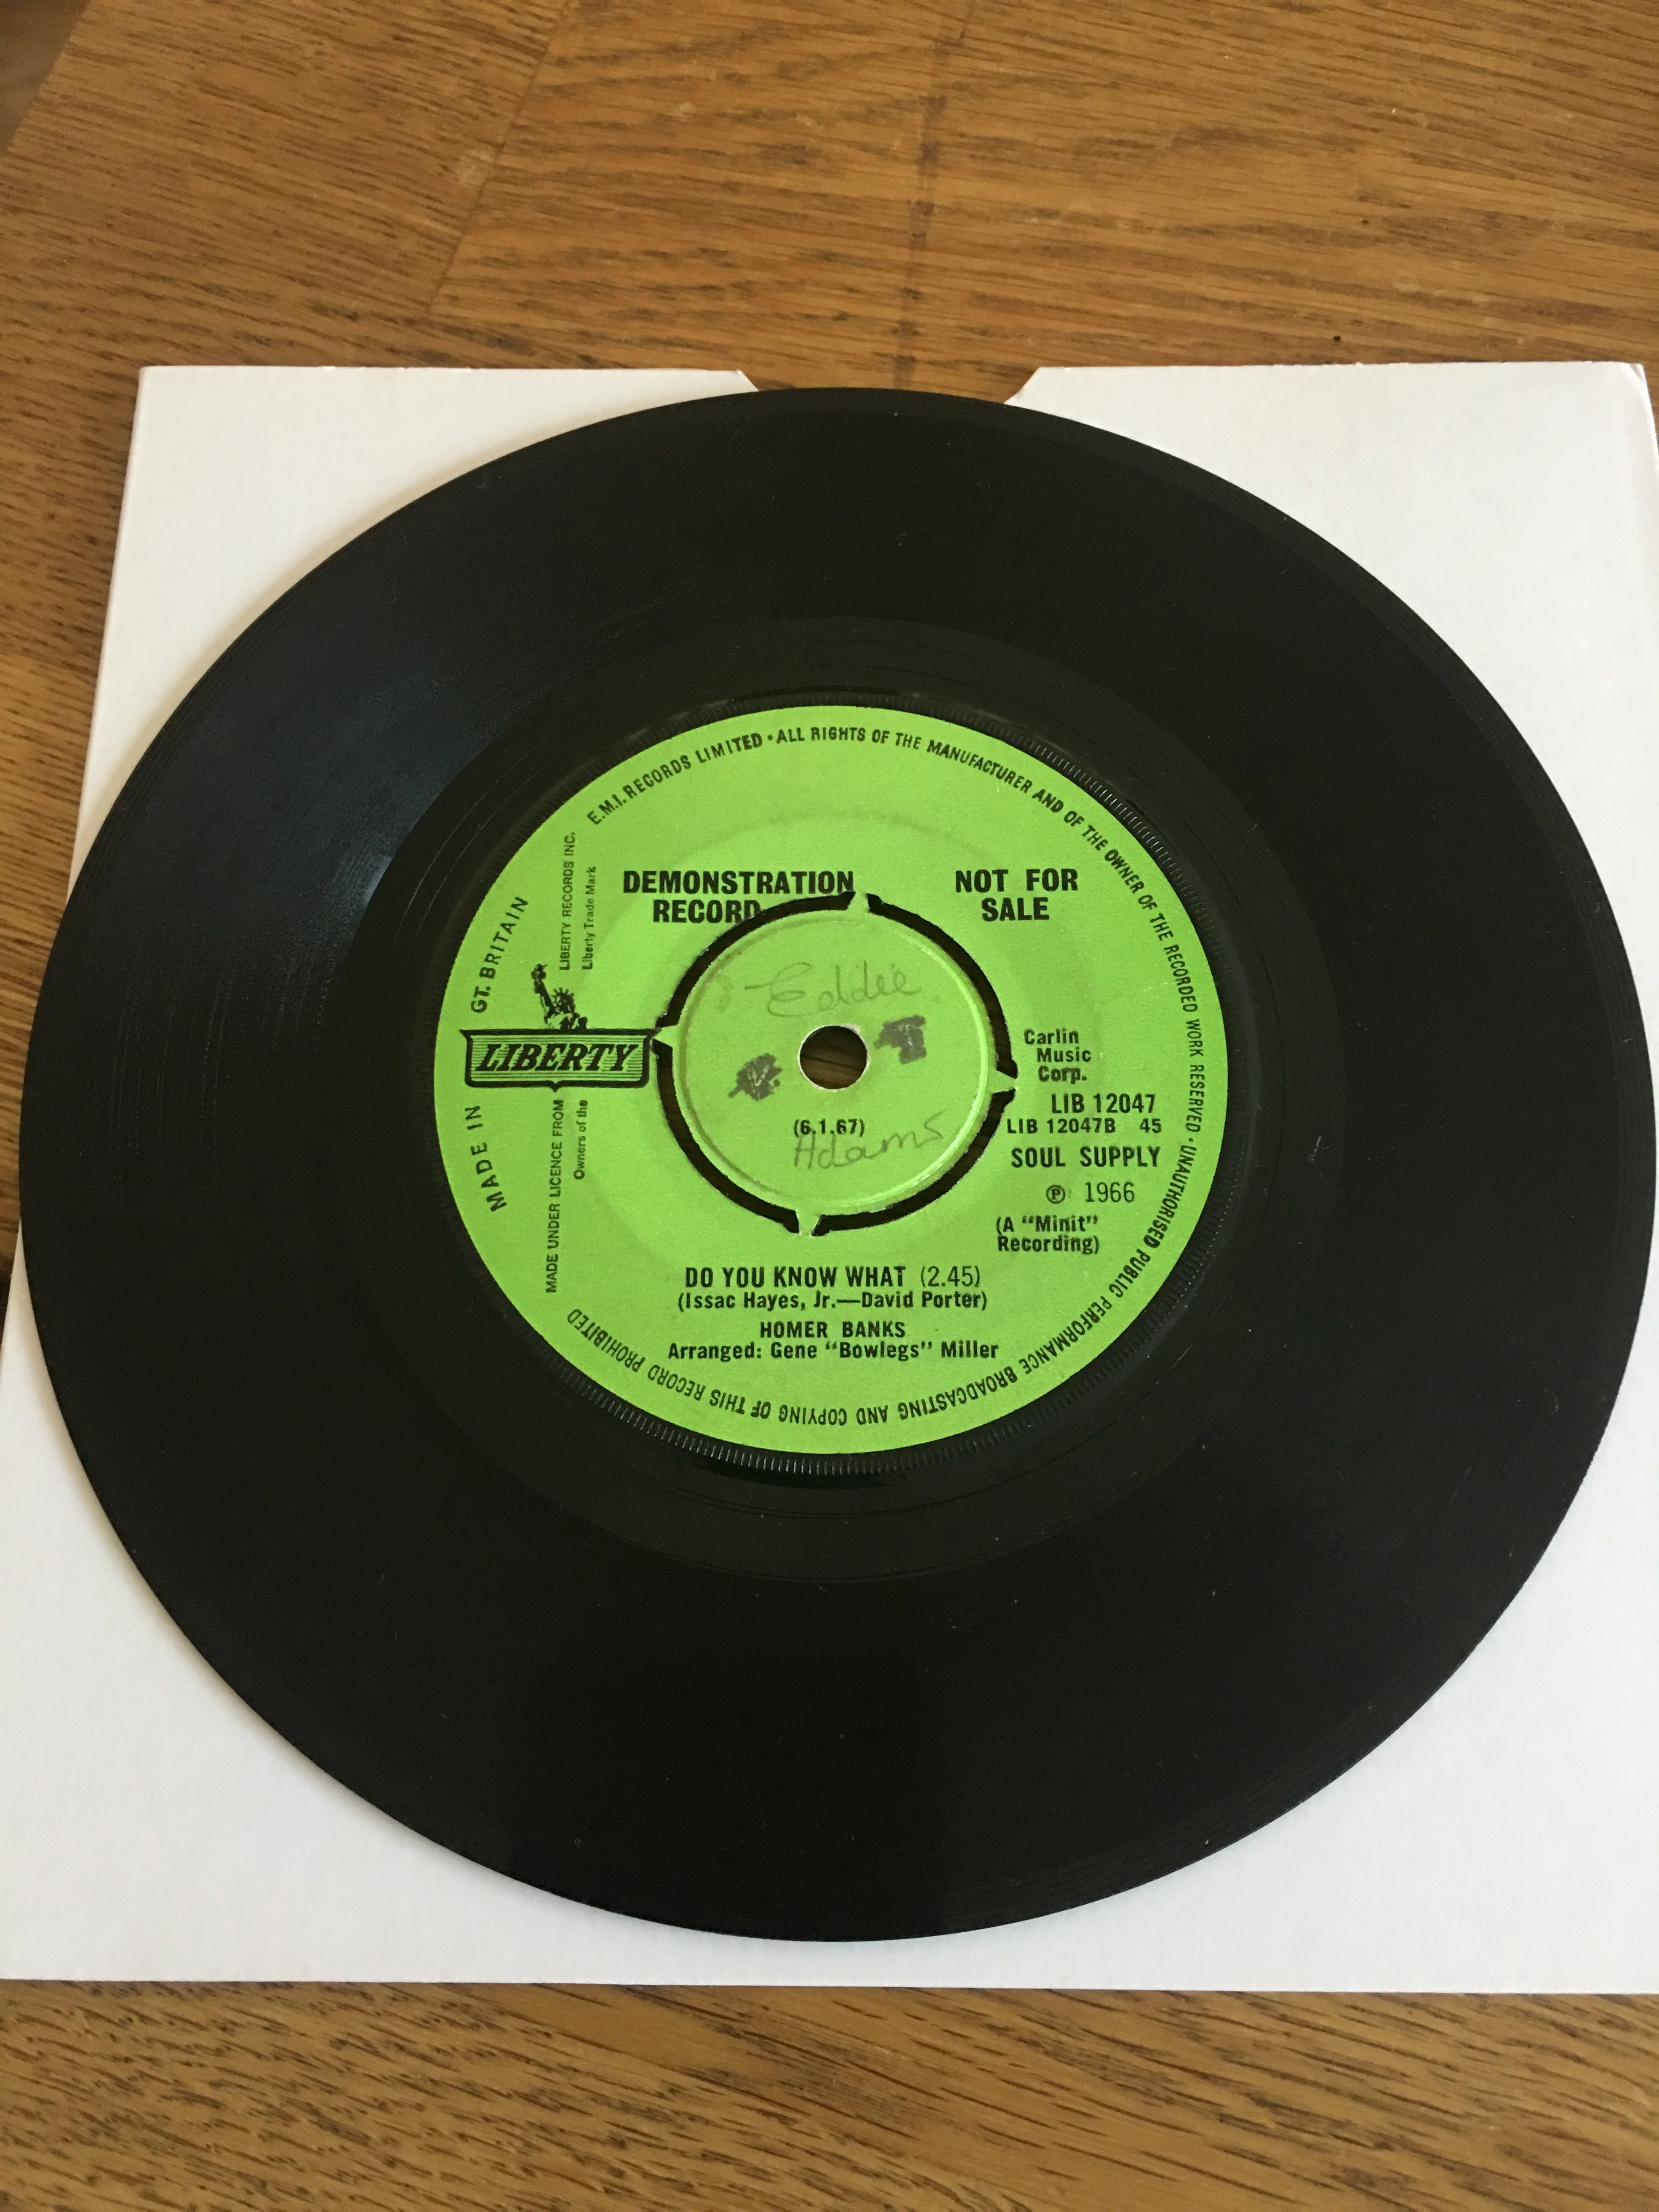 E.M.I. RECORDS LIMITED • ALL RIGHTS OF THE MANUFACTURER AND OF THE OWNER OF THE RECORDED WORK RESERVED • UNAUTHORISED PUBLIC PERFORMANCE BROADCASTING AND COPYING OF THIS RECORD PROHIBITED
MADE IN GT. BRITAIN
MADE UNDER LICENCE FROM LIBERTY RECORDS INC.
Owners of the Liberty Trade Mark
LIBERTY
DEMONSTRATION
RECORD
NOT FOR
SALE
Eddie
(6.1.67)
Adams
Carlin
Music
Corp.
LIB 12047
LIB 12047B 45
SOUL SUPPLY
℗ 1966
(A "Minit"
Recording)
DO YOU KNOW WHAT (2.45)
(Issac Hayes, Jr.—David Porter)
HOMER BANKS
Arranged: Gene "Bowlegs" Miller